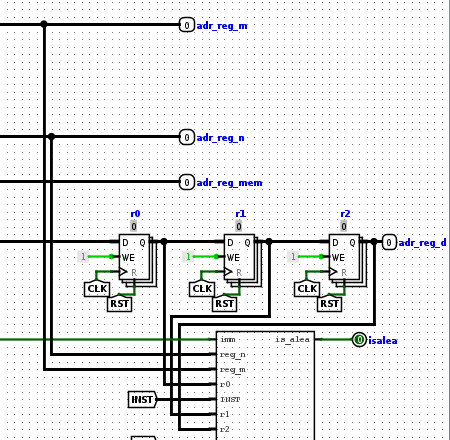 0 adr_reg_m
0 adr_reg_n
0 adr_reg_mem
r0 r1 r2
0 0 0
D Q D Q D Q 0 adr_reg_d
1 WE 1 WE 1 WE
R R R
CLK CLK CLK
RST RST RST
imm is_alea 0 isalea
reg_n
reg_m
r0
INST INST
r1
r2